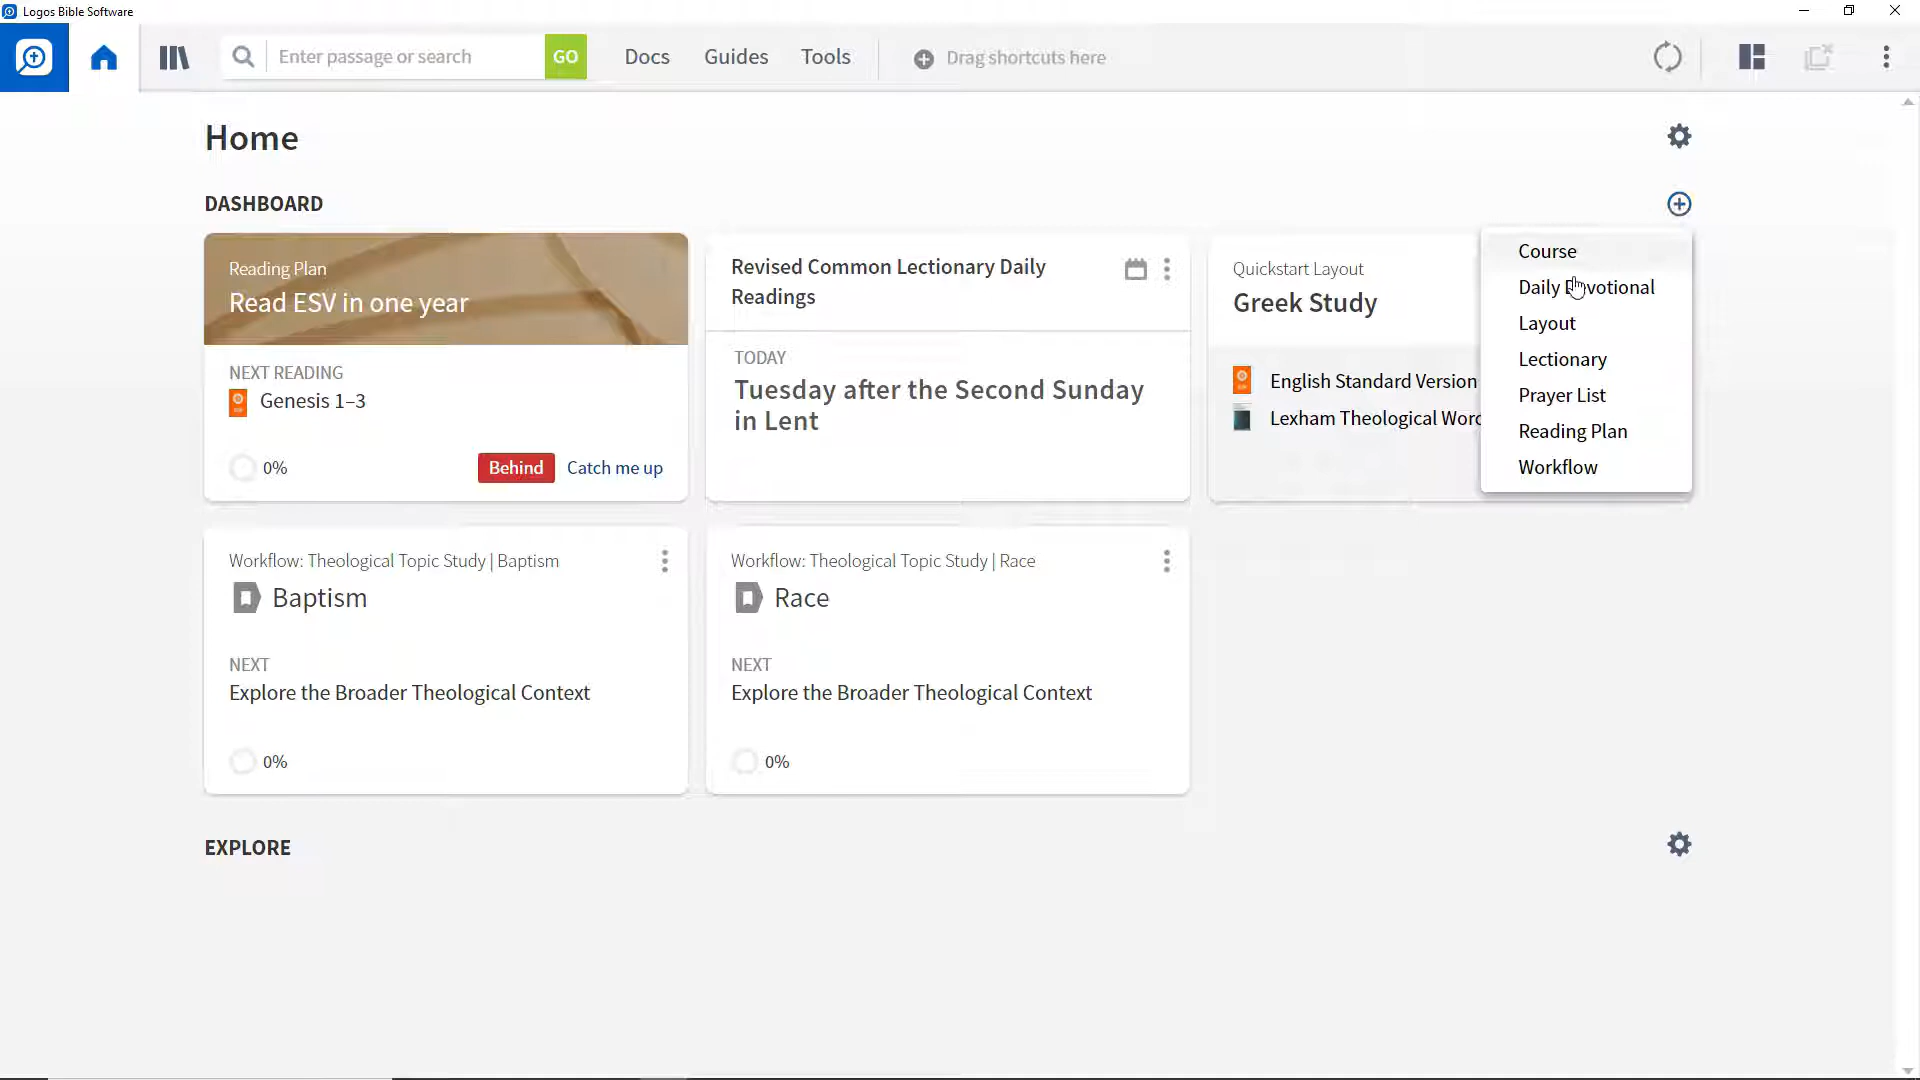 Logos Bible Software
Enter passage or search
GO
Docs
Guides
Tools
Drag shortcuts here
Home
DASHBOARD
Reading Plan
Read ESV in one year
NEXT READING
Genesis 1–3
0%
Behind
Catch me up
Revised Common Lectionary Daily
Readings
TODAY
Tuesday after the Second Sunday
in Lent
Quickstart Layout
Greek Study
English Standard Version
Lexham Theological
Course
Daily Devotional
Layout
Lectionary
Prayer List
Reading Plan
Workflow
Workflow: Theological Topic Study | Baptism
Baptism
NEXT
Explore the Broader Theological Context
0%
Workflow: Theological Topic Study | Race
Race
NEXT
Explore the Broader Theological Context
0%
EXPLORE